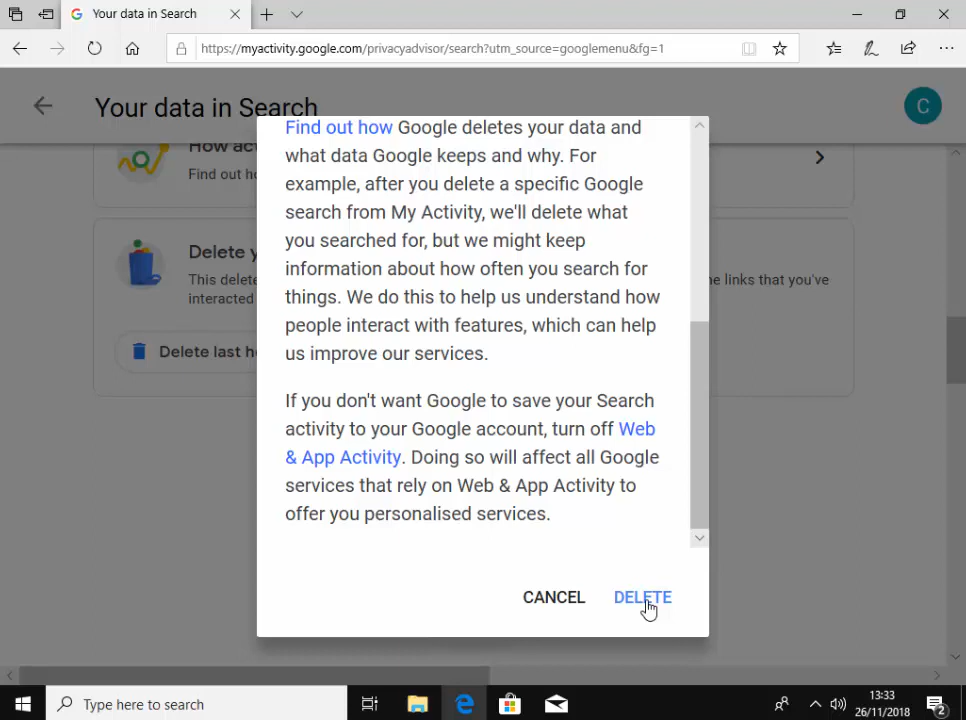 Your data in Search
https://myactivity.google.com/privacyadvisor/search?utm_source=googlemenu&fg=1
Your data in Search
C
How ac
Find out h
Find out how Google deletes your data and
what data Google keeps and why. For
example, after you delete a specific Google
search from My Activity, we'll delete what
you searched for, but we might keep
information about how often you search for
things. We do this to help us understand how
people interact with features, which can help
us improve our services.
Delete y
This delete
interacted
e links that you've
Delete last h
If you don't want Google to save your Search
activity to your Google account, turn off Web
& App Activity. Doing so will affect all Google
services that rely on Web & App Activity to
offer you personalised services.
CANCEL DELETE
Type here to search
13:33
26/11/2018
2